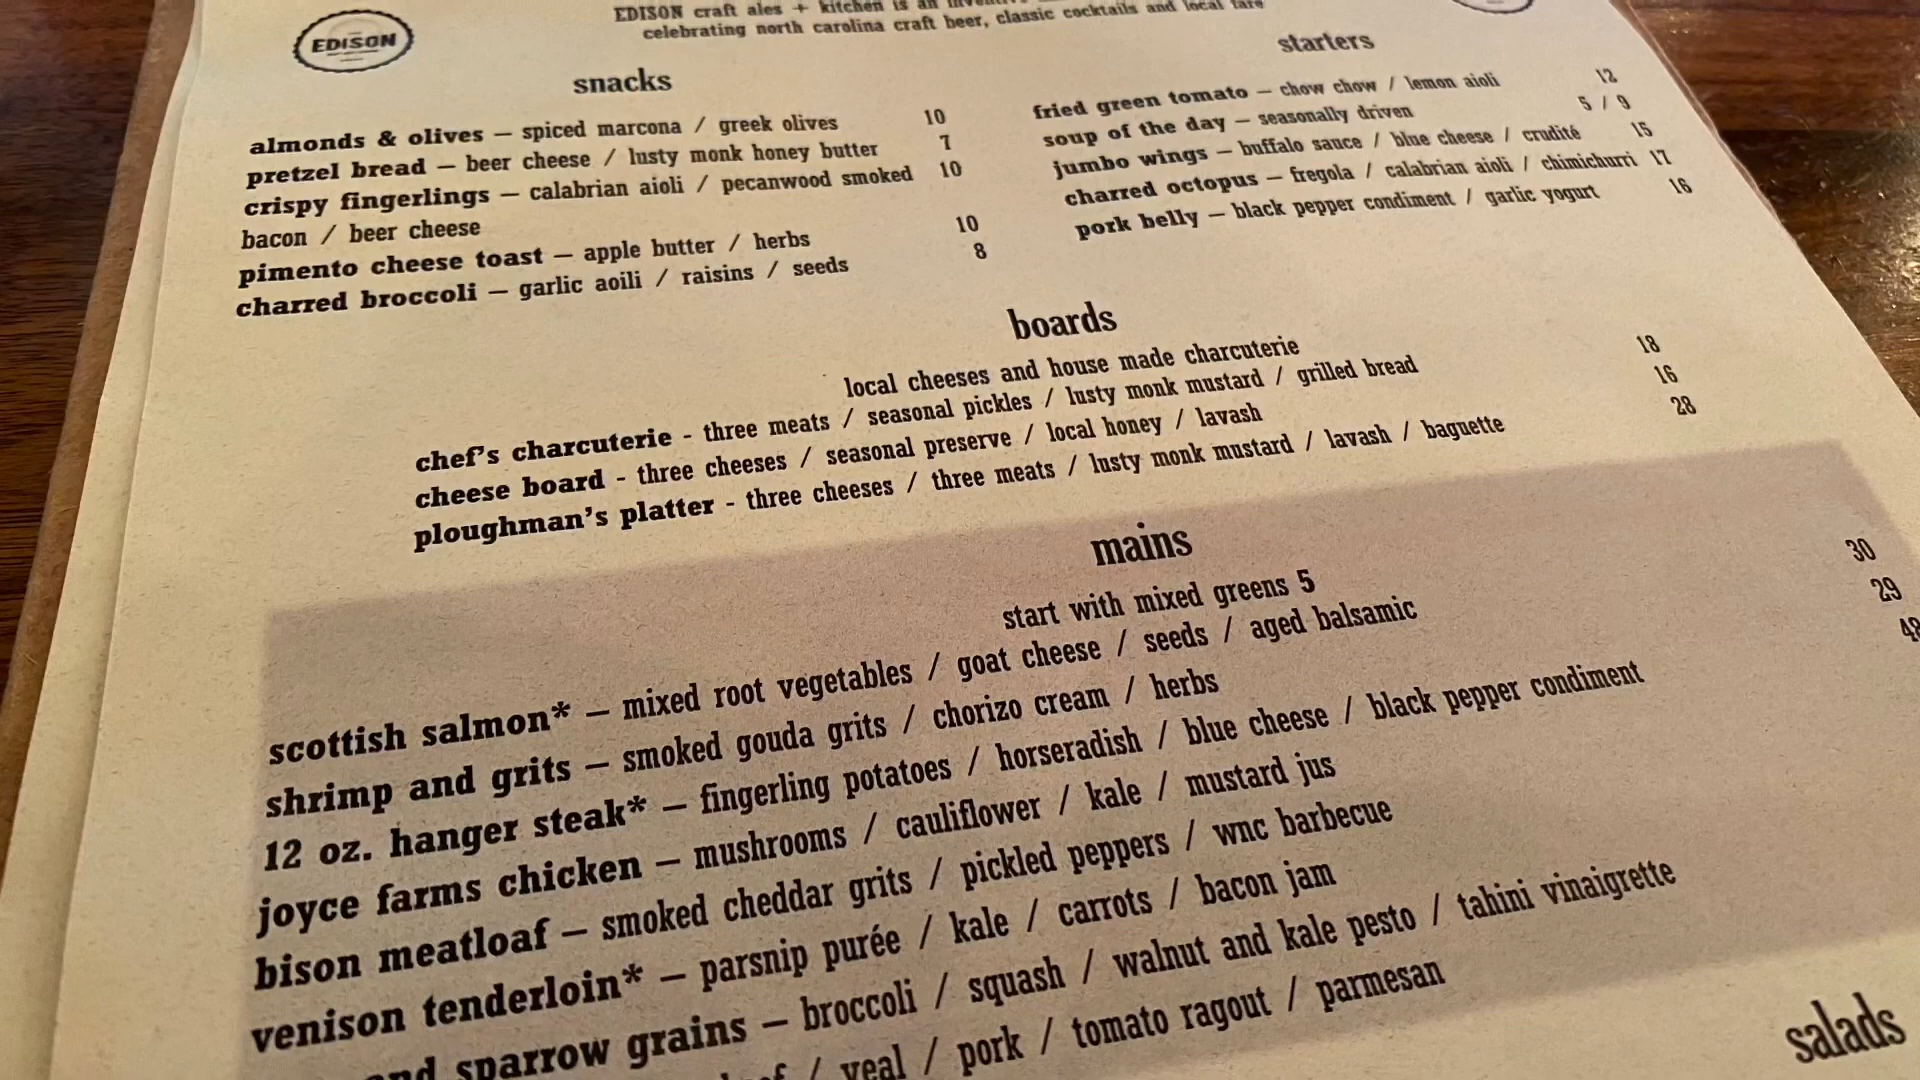 EDISON
EDISON craft ales + kitchen is an
celebrating north carolina craft beer, classic cocktails and local fare
snacks
almonds & olives — spiced marcona / greek olives 10
pretzel bread — beer cheese / lusty monk honey butter 7
crispy fingerlings — calabrian aioli / pecanwood smoked 10
bacon / beer cheese
pimento cheese toast — apple butter / herbs 10
charred broccoli — garlic aoili / raisins / seeds 8
starters
fried green tomato — chow chow / lemon aioli 12
soup of the day — seasonally driven 5 / 9
jumbo wings — buffalo sauce / blue cheese / crudité 15
charred octopus — fregola / calabrian aioli / chimichurri 17
pork belly — black pepper condiment / garlic yogurt 16
boards
local cheeses and house made charcuterie
chef's charcuterie - three meats / seasonal pickles / lusty monk mustard / grilled bread 18
cheese board - three cheeses / seasonal preserve / local honey / lavash 16
ploughman's platter - three cheeses / three meats / lusty monk mustard / lavash / baguette 28
mains
start with mixed greens 5
scottish salmon* — mixed root vegetables / goat cheese / seeds / aged balsamic 30
shrimp and grits — smoked gouda grits / chorizo cream / herbs 29
12 oz. hanger steak* — fingerling potatoes / horseradish / blue cheese / black pepper condiment
joyce farms chicken — mushrooms / cauliflower / kale / mustard jus
bison meatloaf — smoked cheddar grits / pickled peppers / wnc barbecue
venison tenderloin* — parsnip purée / kale / carrots / bacon jam
and sparrow grains — broccoli / squash / walnut and kale pesto / tahini vinaigrette
/ veal / pork / tomato ragout / parmesan
salads